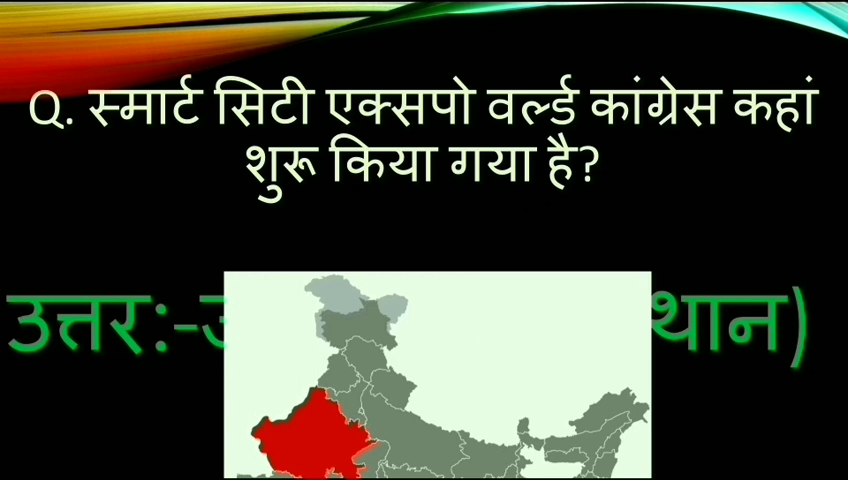 Q. स्मार्ट सिटी एक्सपो वर्ल्ड कांग्रेस कहां
शुरू किया गया है?
उत्तर:-